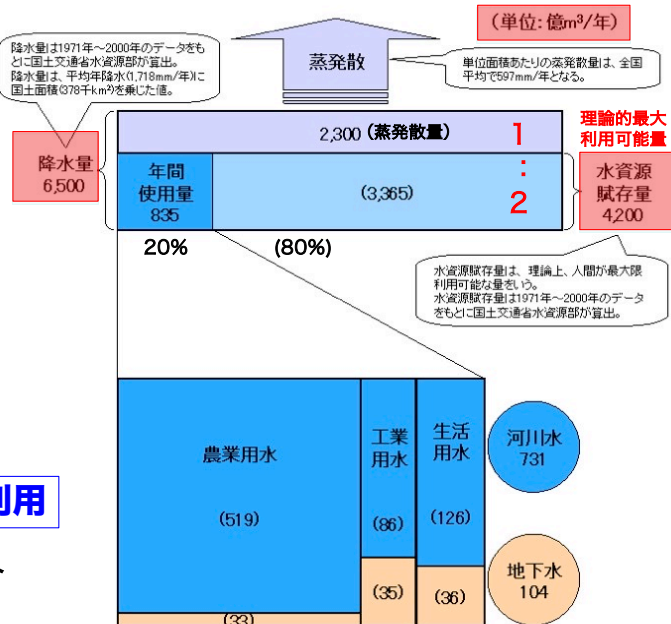 (単位：億m³/年)
降水量は1971年～2000年のデータをも
とに国土交通省水資源部が算出。
降水量は、平均年降水(1,718mm/年)に
国土面積(378千km²)を乗じた値。
蒸発散
単位面積あたりの蒸発散量は、全国
平均で597mm/年となる。
2,300 (蒸発散量)
1
:
2
理論的最大
利用可能量
降水量
6,500
年間
使用量
835
(3,365)
水資源
賦存量
4,200
20%
(80%)
水資源賦存量は、理論上、人間が最大限
利用可能な量をいう。
水資源賦存量は1971年～2000年のデータ
をもとに国土交通省水資源部が算出。
農業用水
(519)
工業
用水
(86)
生活
用水
(126)
河川水
731
利用
(33)
(35)
(36)
地下水
104